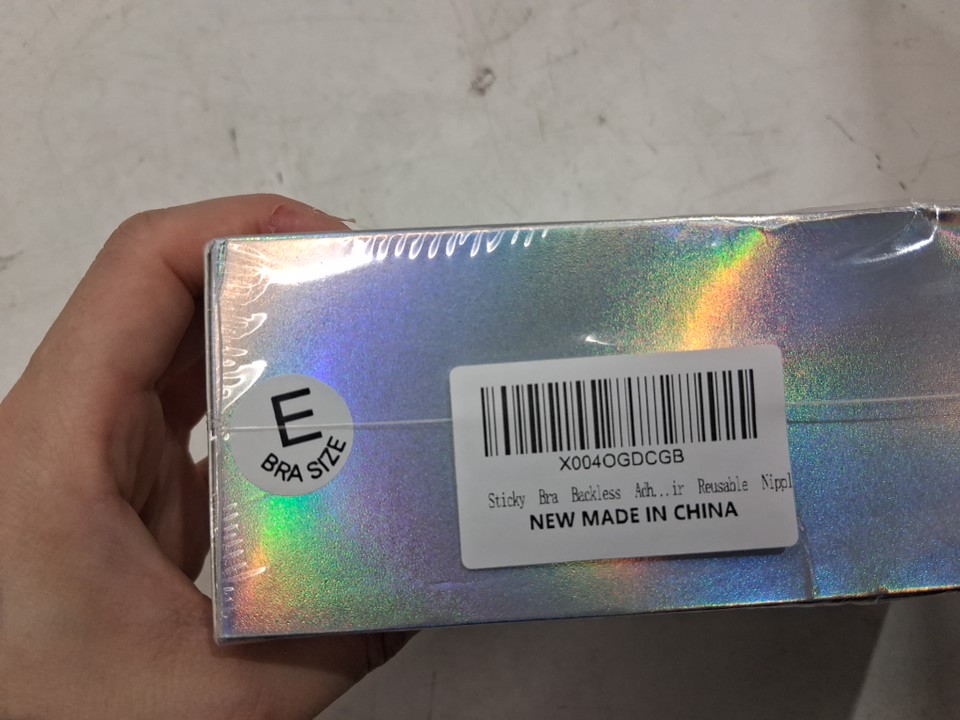 E
BRA SIZE
X004OGDCGB
Sticky Bra Backless Adh...ir Reusable Nippl
NEW MADE IN CHINA